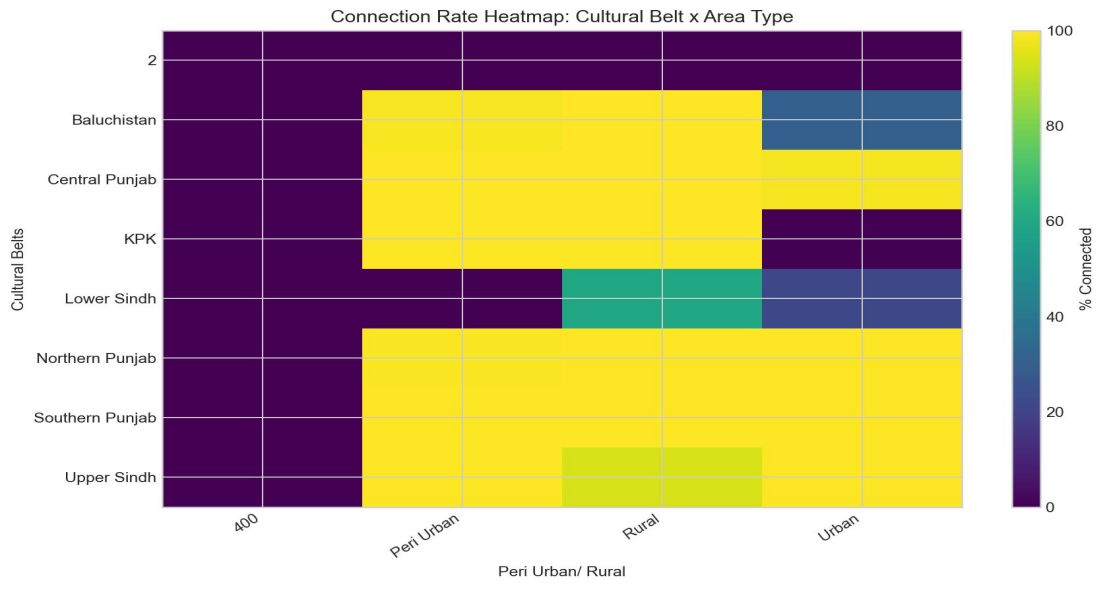 Connection Rate Heatmap: Cultural Belt x Area Type
Cultural Belts
2
Baluchistan
Central Punjab
KPK
Lower Sindh
Northern Punjab
Southern Punjab
Upper Sindh
400
Peri Urban
Rural
Urban
Peri Urban/ Rural
100
80
60
40
20
0
% Connected